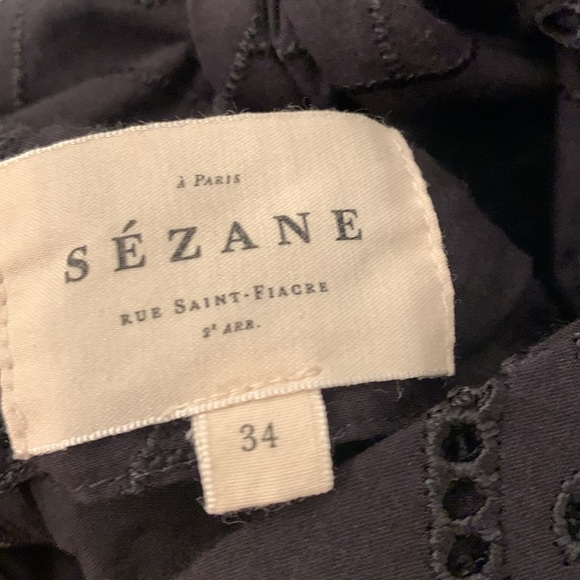 à Paris
SÉZANE
Rue Saint-Fiacre
2e Arr.
34